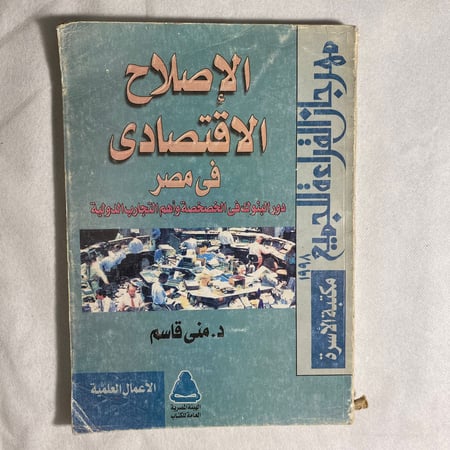 الإصلاح
الاقتصادى
فى مصر
دور البنوك فى الخصخصة وأهم التجارب الدولية
د. منى قاسم
الأعمال العلمية
الهيئة المصرية
العامة للكتاب
مهرجان القراءة للجميع
١٩٩٨
مكتبة الأسرة